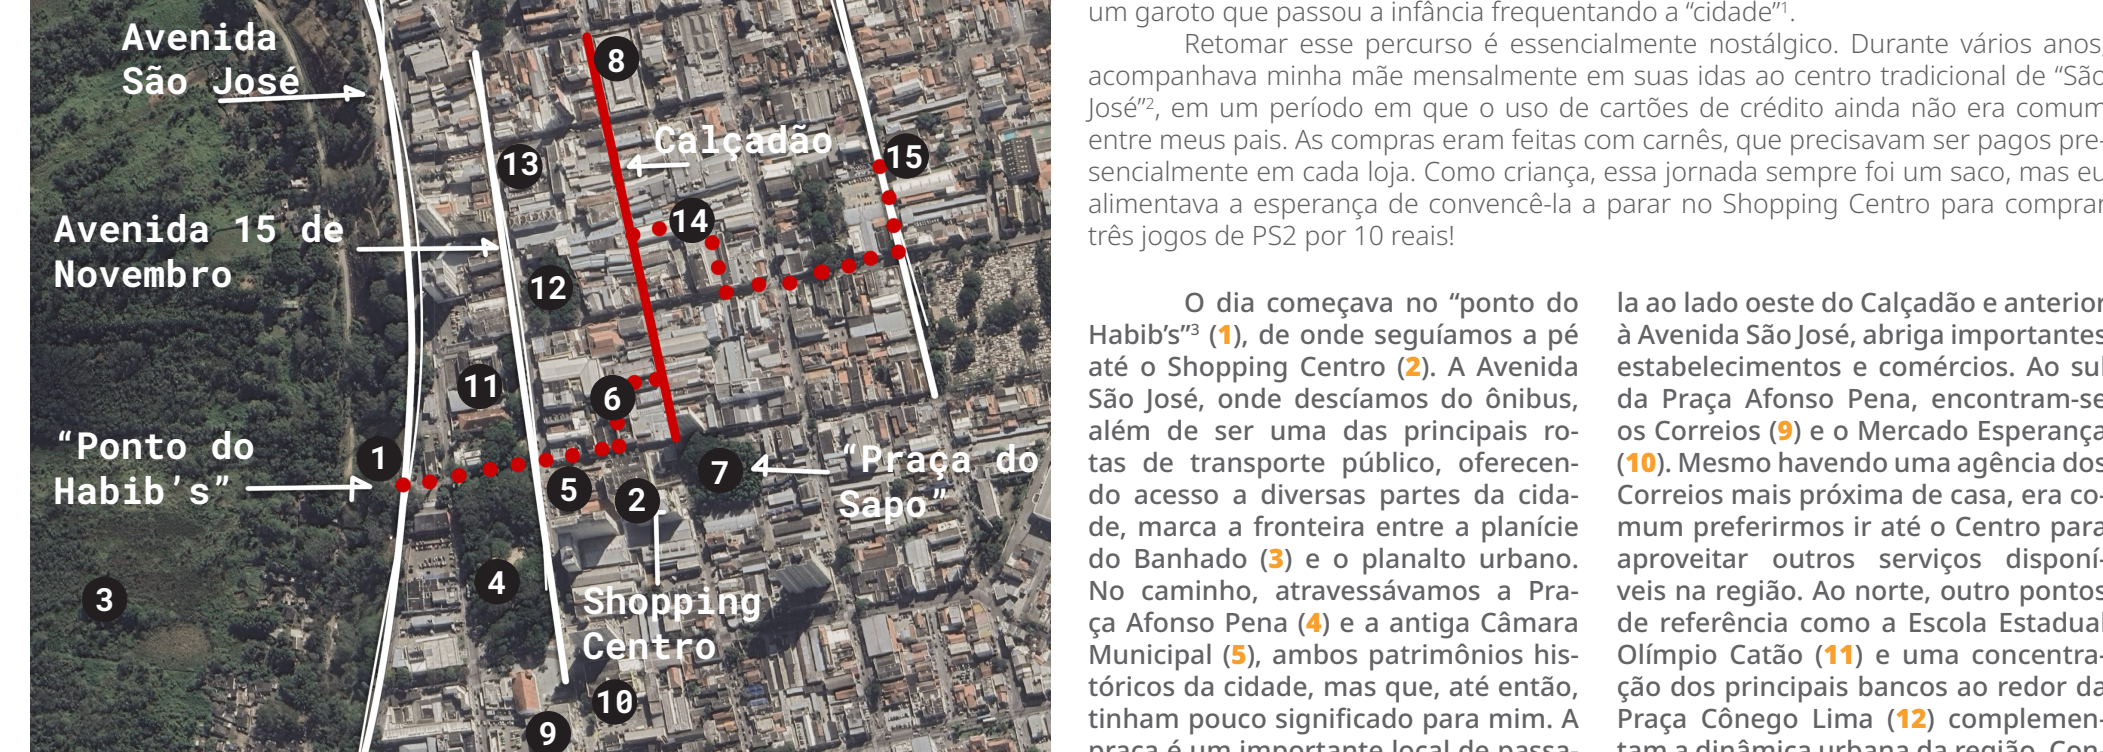 Avenida
São José
8
Calçadão
13
15
14
Avenida 15 de
Novembro
12
11
6
“Ponto do
Habib’s”
1
5
2
7
“Praça do
Sapo”
4
3
Shopping
Centro
10
9
um garoto que passou a infância frequentando a “cidade”¹.
Retomar esse percurso é essencialmente nostálgico. Durante vários anos,
acompanhava minha mãe mensalmente em suas idas ao centro tradicional de “São
José”², em um período em que o uso de cartões de crédito ainda não era comum
entre meus pais. As compras eram feitas com carnês, que precisavam ser pagos pre-
sencialmente em cada loja. Como criança, essa jornada sempre foi um saco, mas eu
alimentava a esperança de convencê-la a parar no Shopping Centro para comprar
três jogos de PS2 por 10 reais!
O dia começava no “ponto do
Habib’s”³ (1), de onde seguíamos a pé
até o Shopping Centro (2). A Avenida
São José, onde descíamos do ônibus,
além de ser uma das principais ro-
tas de transporte público, oferecen-
do acesso a diversas partes da cida-
de, marca a fronteira entre a planície
do Banhado (3) e o planalto urbano.
No caminho, atravessávamos a Pra-
ça Afonso Pena (4) e a antiga Câmara
Municipal (5), ambos patrimônios his-
tóricos da cidade, mas que, até então,
tinham pouco significado para mim. A
praça é um importante local de passa-
la ao lado oeste do Calçadão e anterior
à Avenida São José, abriga importantes
estabelecimentos e comércios. Ao sul
da Praça Afonso Pena, encontram-se
os Correios (9) e o Mercado Esperança
(10). Mesmo havendo uma agência dos
Correios mais próxima de casa, era co-
mum preferirmos ir até o Centro para
aproveitar outros serviços disponí-
veis na região. Ao norte, outro pontos
de referência como a Escola Estadual
Olímpio Catão (11) e uma concentra-
ção dos principais bancos ao redor da
Praça Cônego Lima (12) complemen-
tam a dinâmica urbana da região. Con-